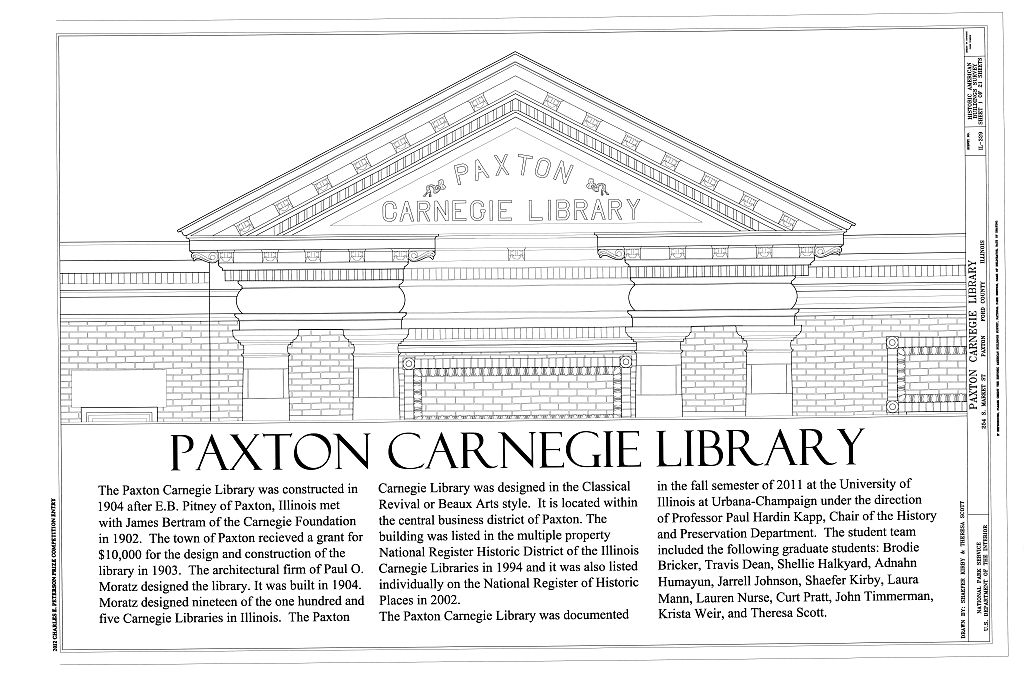 PAXTON
CARNEGIE LIBRARY
PAXTON CARNEGIE LIBRARY
The Paxton Carnegie Library was constructed in
1904 after E.B. Pitney of Paxton, Illinois met
with James Bertram of the Carnegie Foundation
in 1902. The town of Paxton recieved a grant for
$10,000 for the design and construction of the
library in 1903. The architectural firm of Paul O.
Moratz designed the library. It was built in 1904.
Moratz designed nineteen of the one hundred and
five Carnegie Libraries in Illinois. The Paxton
Carnegie Library was designed in the Classical
Revival or Beaux Arts style. It is located within
the central business district of Paxton. The
building was listed in the multiple property
National Register Historic District of the Illinois
Carnegie Libraries in 1994 and it was also listed
individually on the National Register of Historic
Places in 2002.
The Paxton Carnegie Library was documented
in the fall semester of 2011 at the University of
Illinois at Urbana-Champaign under the direction
of Professor Paul Hardin Kapp, Chair of the History
and Preservation Department. The student team
included the following graduate students: Brodie
Bricker, Travis Dean, Shellie Halkyard, Adnahn
Humayun, Jarrell Johnson, Shaefer Kirby, Laura
Mann, Lauren Nurse, Curt Pratt, John Timmerman,
Krista Weir, and Theresa Scott.
2012 CHARLES E. PETERSON PRIZE COMPETITION ENTRY
DRAWN BY: SHAEFER KIRBY & THERESA SCOTT
NATIONAL PARK SERVICE
U.S. DEPARTMENT OF THE INTERIOR
PAXTON CARNEGIE LIBRARY
254 S. MARKET ST PAXTON FORD COUNTY ILLINOIS
IL-339
HISTORIC AMERICAN
BUILDINGS SURVEY
SHEET 1 OF 21 SHEETS